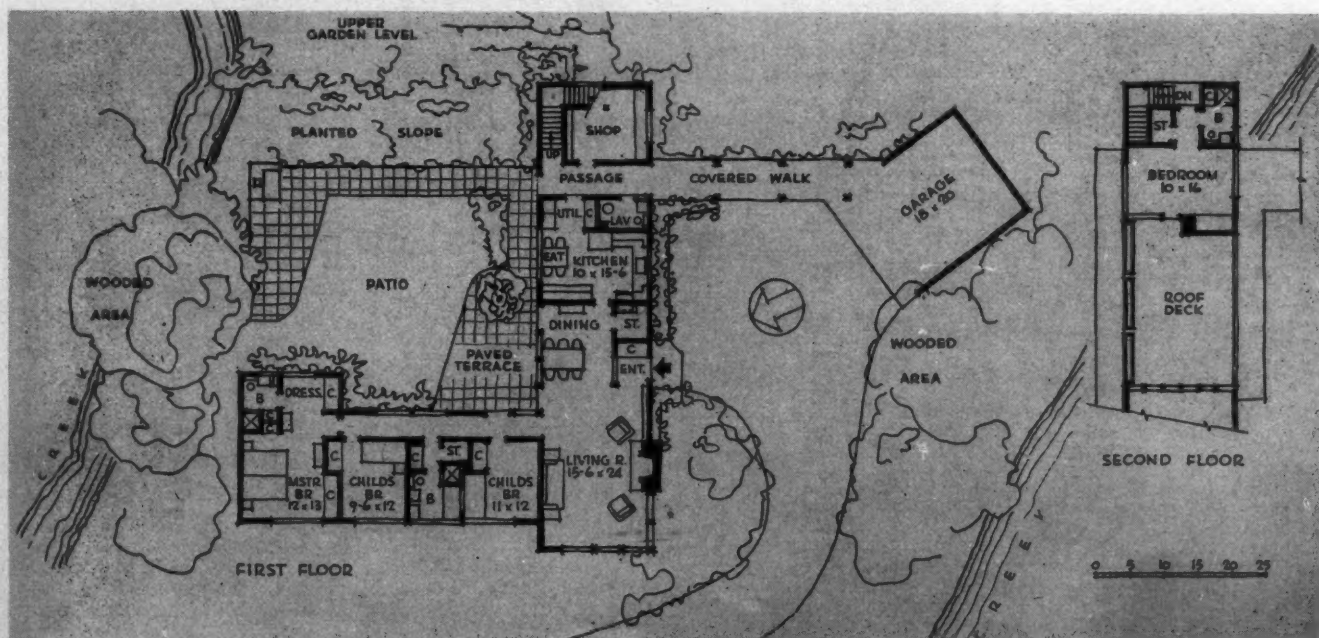 UPPER
GARDEN LEVEL
PLANTED SLOPE
UP
SHOP
PASSAGE
COVERED WALK
GARAGE
18 x 20
UTIL.
C
LAV.
EAT
KITCHEN
10 x 15-6
DINING
ST.
C
ENT.
PATIO
PAVED
TERRACE
WOODED
AREA
CREEK
B
DRESS.
C.
C
MSTR
BR
12 x 13
C.
C
CHILDS
BR
9-6 x 12
C
B
ST.
C
CHILDS
BR
11 x 12
LIVING R.
15-6 x 24
FIRST FLOOR
WOODED
AREA
DN
C
B
ST
BEDROOM
10 x 16
ROOF
DECK
SECOND FLOOR
0 5 10 15 20 25
CREEK